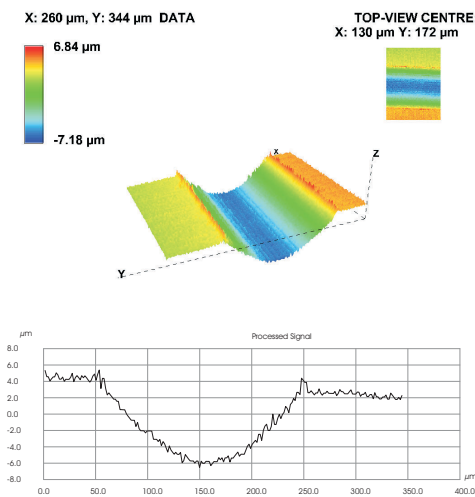 X: 260 µm, Y: 344 µm  DATA
TOP-VIEW CENTRE
X: 130 µm Y: 172 µm
6.84 µm
-7.18 µm
X
Z
Y
µm
Processed Signal
8.0
6.0
4.0
2.0
0.0
-2.0
-4.0
-6.0
-8.0
0.0 50.0 100.0 150.0 200.0 250.0 300.0 350.0 400.0
µm